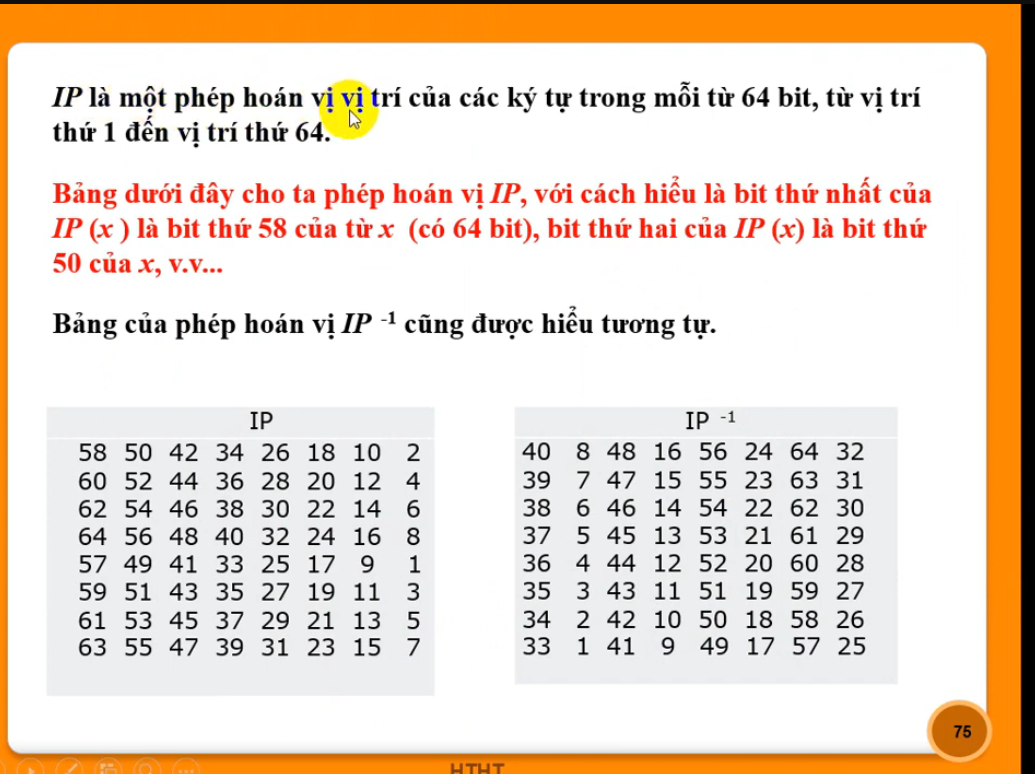 IP là một phép hoán vị vị trí của các ký tự trong mỗi từ 64 bit, từ vị trí
thứ 1 đến vị trí thứ 64.
Bảng dưới đây cho ta phép hoán vị IP, với cách hiểu là bit thứ nhất của
IP (x ) là bit thứ 58 của từ x (có 64 bit), bit thứ hai của IP (x) là bit thứ
50 của x, v.v...
Bảng của phép hoán vị IP -1 cũng được hiểu tương tự.
IP
58 50 42 34 26 18 10 2
60 52 44 36 28 20 12 4
62 54 46 38 30 22 14 6
64 56 48 40 32 24 16 8
57 49 41 33 25 17 9 1
59 51 43 35 27 19 11 3
61 53 45 37 29 21 13 5
63 55 47 39 31 23 15 7
IP -1
40 8 48 16 56 24 64 32
39 7 47 15 55 23 63 31
38 6 46 14 54 22 62 30
37 5 45 13 53 21 61 29
36 4 44 12 52 20 60 28
35 3 43 11 51 19 59 27
34 2 42 10 50 18 58 26
33 1 41 9 49 17 57 25
75
HTHT